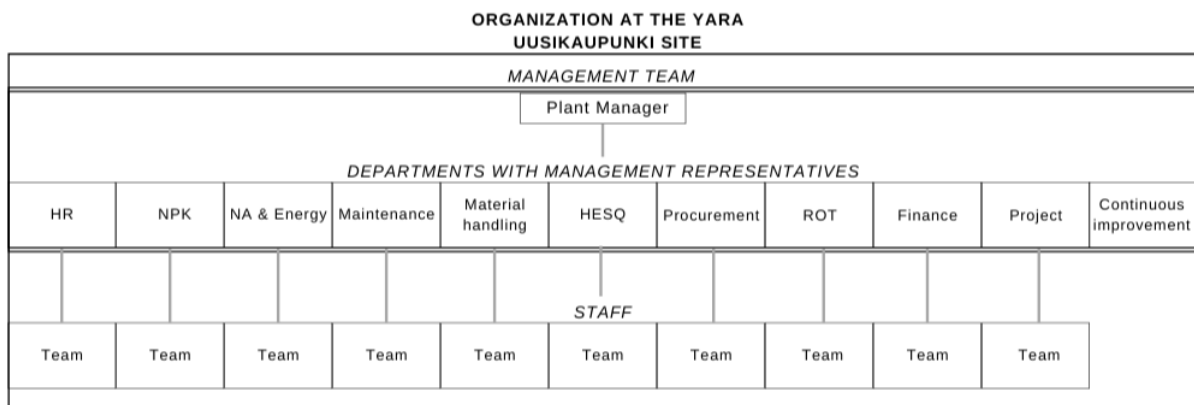 ORGANIZATION AT THE YARA
UUSIKAUPUNKI SITE
MANAGEMENT TEAM
Plant Manager
DEPARTMENTS WITH MANAGEMENT REPRESENTATIVES
HR
NPK
NA & Energy
Maintenance
Material
handling
HESQ
Procurement
ROT
Finance
Project
Continuous
improvement
STAFF
Team
Team
Team
Team
Team
Team
Team
Team
Team
Team